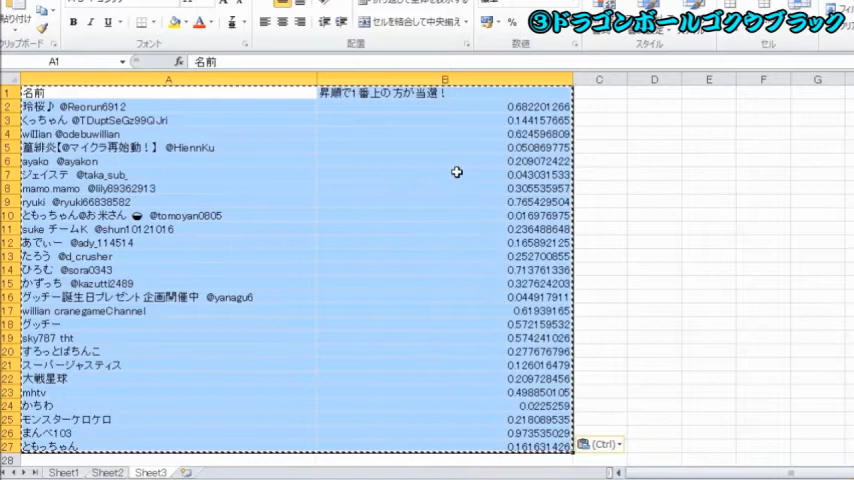 ③ドラゴンボールゴクウブラック
貼り付け
B I U
セルを結合して中央揃え
クリップボード フォント 配置 数値 スタイル セル
A1 fx 名前
A B C D E F G
1 名前 昇順で1番上の方が当選！
2 玲桜♪ @Reorun6912 0.682201266
3 くっちゃん @TDuptSeGz99QJri 0.144157665
4 willian @odebuwillian 0.624596809
5 菫緋炎【@マイクラ再始動！】 @HiennKu 0.050869775
6 ayako @ayakon 0.209072422
7 ジェイステ @taka_sub_ 0.043031533
8 mamo.mamo @lily89362913 0.305535957
9 ryuki @ryuki66838582 0.765429504
10 ともっちゃん@お米さん🍚 @tomoyan0805 0.016976975
11 suke チームK @shun10121016 0.236488648
12 あでぃー @ady_114514 0.165892125
13 たろう @d_crusher 0.252700855
14 ひろむ @sora0343 0.713761336
15 かずっち @kazutti2489 0.327624203
16 グッチー誕生日プレゼント企画開催中 @yanagu6 0.044917911
17 willian cranegameChannel 0.61939165
18 グッチー 0.572159532
19 sky787 tht 0.574241026
20 すろっとぱちんこ 0.277676796
21 スーパージャスティス 0.126016479
22 大戦星球 0.209728456
23 mhtv 0.498850105
24 かちわ 0.0225259
25 モンスターケロケロ 0.218089535
26 まんべ103 0.973535029
27 ともっちゃん 0.161631426
28
(Ctrl)
Sheet1 Sheet2 Sheet3